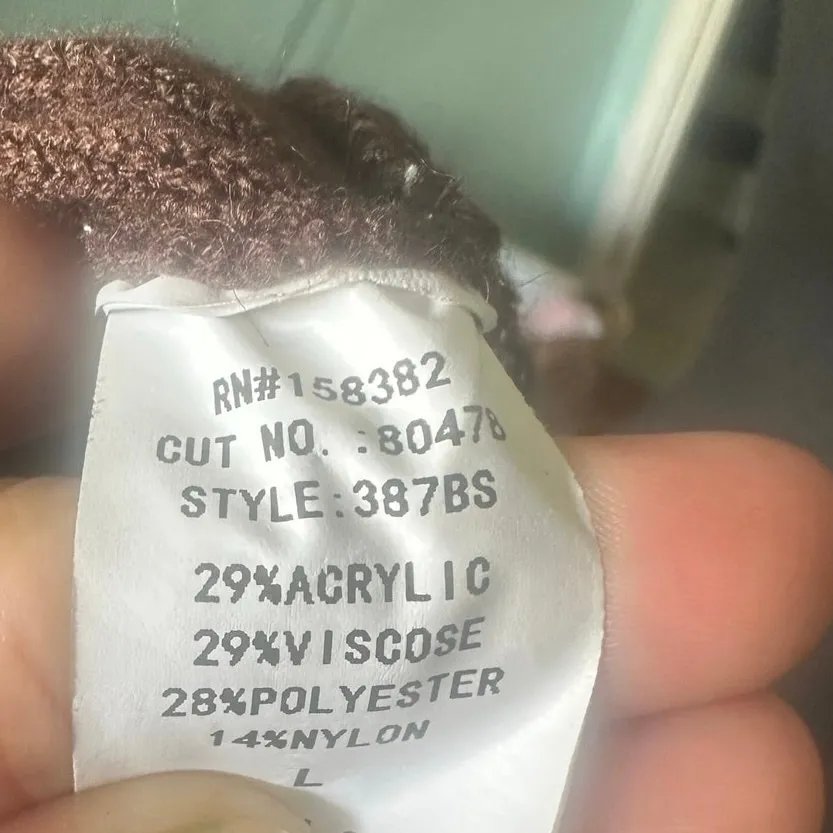 RN#158382
CUT NO. :80478
STYLE:387BS
29%ACRYLIC
29%VISCOSE
28%POLYESTER
14%NYLON
L